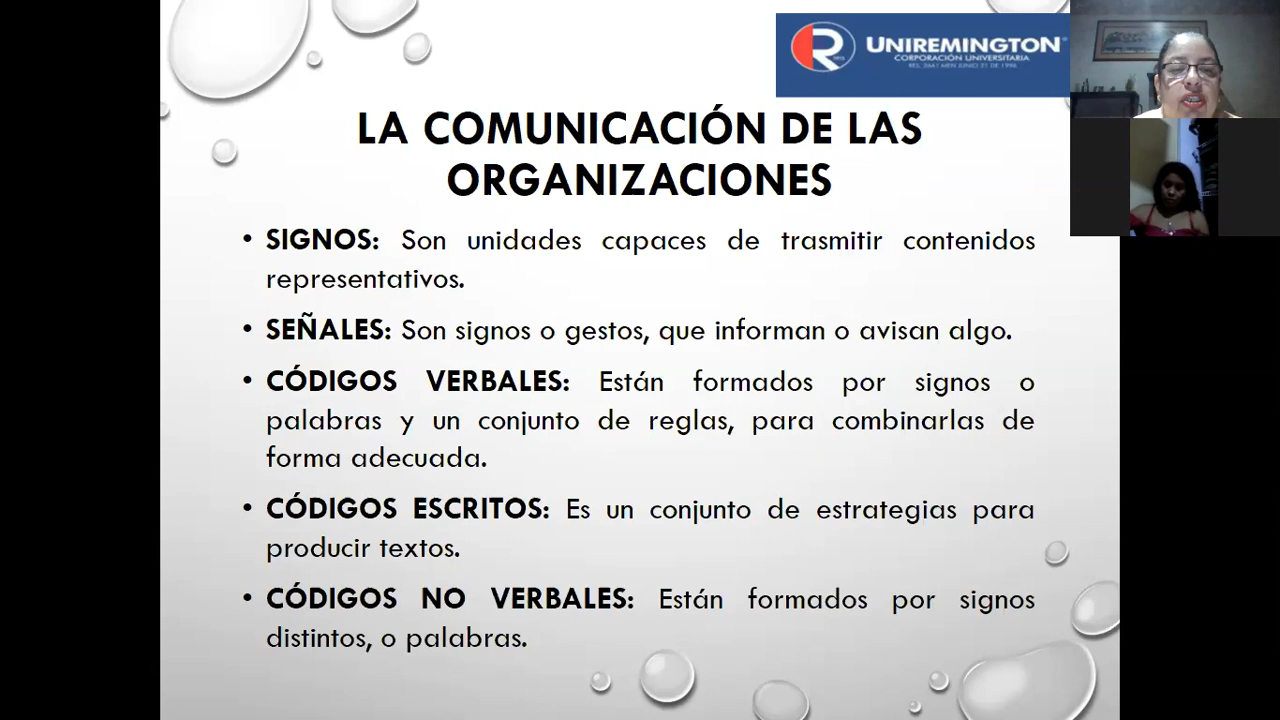 UNIREMINGTON
CORPORACIÓN UNIVERSITARIA
LA COMUNICACIÓN DE LAS
ORGANIZACIONES
• SIGNOS: Son unidades capaces de trasmitir contenidos
representativos.
• SEÑALES: Son signos o gestos, que informan o avisan algo.
• CÓDIGOS VERBALES: Están formados por signos o
palabras y un conjunto de reglas, para combinarlas de
forma adecuada.
• CÓDIGOS ESCRITOS: Es un conjunto de estrategias para
producir textos.
• CÓDIGOS NO VERBALES: Están formados por signos
distintos, o palabras.